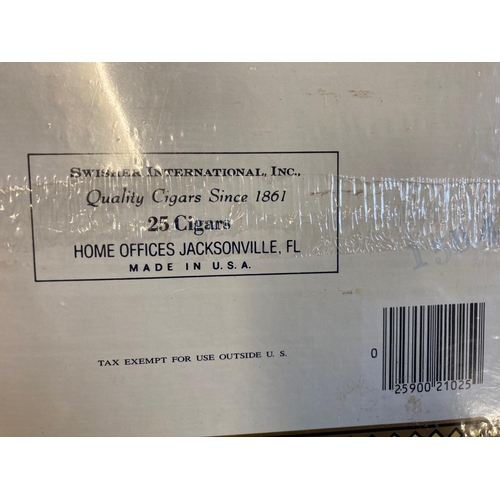 SWISHER INTERNATIONAL, INC.,
Quality Cigars Since 1861
25 Cigars
HOME OFFICES JACKSONVILLE, FL
MADE IN U.S.A.
TAX EXEMPT FOR USE OUTSIDE U. S.
0 25900 21025